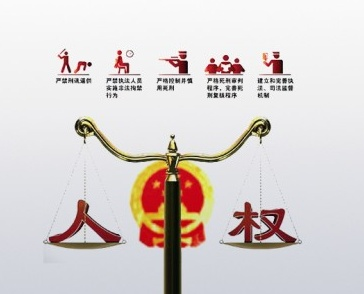 严禁刑讯逼供
严禁执法人员
实施非法拘禁
行为
严格控制并慎
用死刑
严格死刑审判
程序，完善死
刑复核程序
建立和完善执
法、司法监督
机制
人权